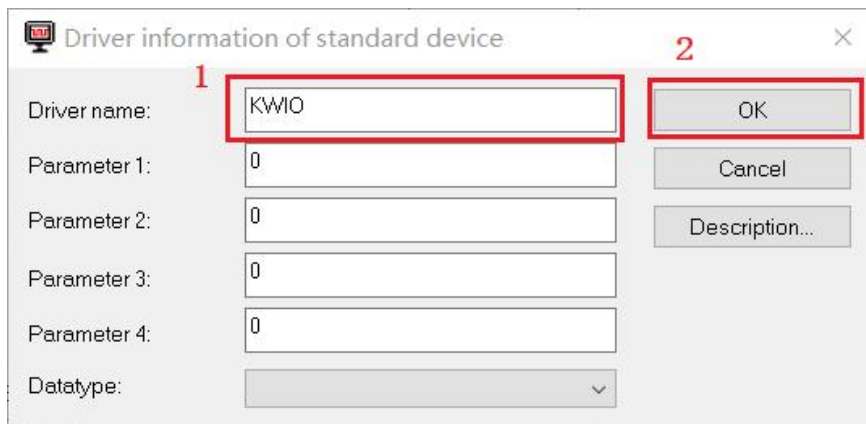 Driver information of standard device
1
2
Driver name:
KWIO
OK
Parameter 1:
0
Cancel
Parameter 2:
0
Description...
Parameter 3:
0
Parameter 4:
0
Datatype: